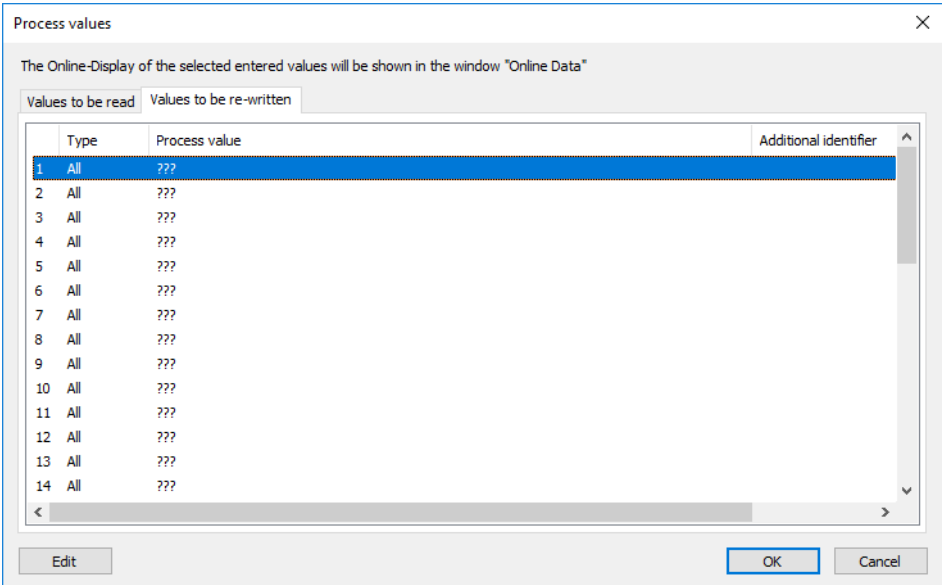 Process values
The Online-Display of the selected entered values will be shown in the window "Online Data"
Values to be read Values to be re-written
Type Process value Additional identifier
1 All ???
2 All ???
3 All ???
4 All ???
5 All ???
6 All ???
7 All ???
8 All ???
9 All ???
10 All ???
11 All ???
12 All ???
13 All ???
14 All ???
Edit OK Cancel